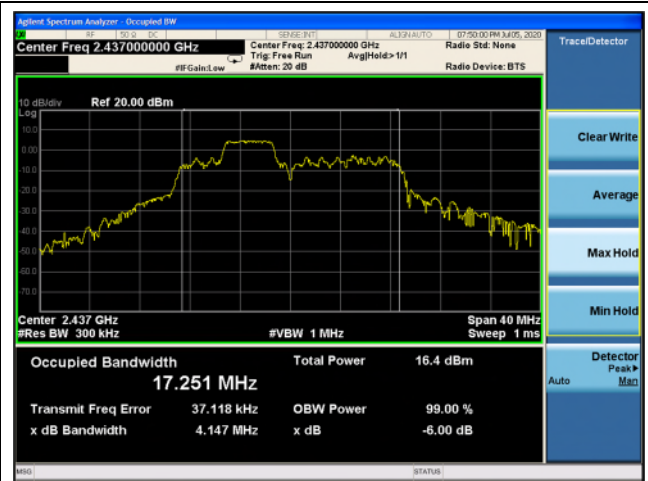 Agilent Spectrum Analyzer - Occupied BW
RF 50 Ω DC SENSE:INT ALIGN AUTO 07:50:00 PM Jul 05, 2020
Center Freq 2.437000000 GHz
Center Freq: 2.437000000 GHz
Radio Std: None
Trig: Free Run Avg|Hold:>1/1
#IFGain:Low
#Atten: 20 dB
Radio Device: BTS
Trace/Detector
10 dB/div Ref 20.00 dBm
Log
10.0
0.00
-10.0
-20.0
-30.0
-40.0
-50.0
-60.0
-70.0
Clear Write
Average
Max Hold
Min Hold
Center 2.437 GHz Span 40 MHz
#Res BW 300 kHz #VBW 1 MHz Sweep 1 ms
Occupied Bandwidth Total Power 16.4 dBm
17.251 MHz
Transmit Freq Error 37.118 kHz OBW Power 99.00 %
x dB Bandwidth 4.147 MHz x dB -6.00 dB
Detector
Peak▶
Auto Man
MSG STATUS